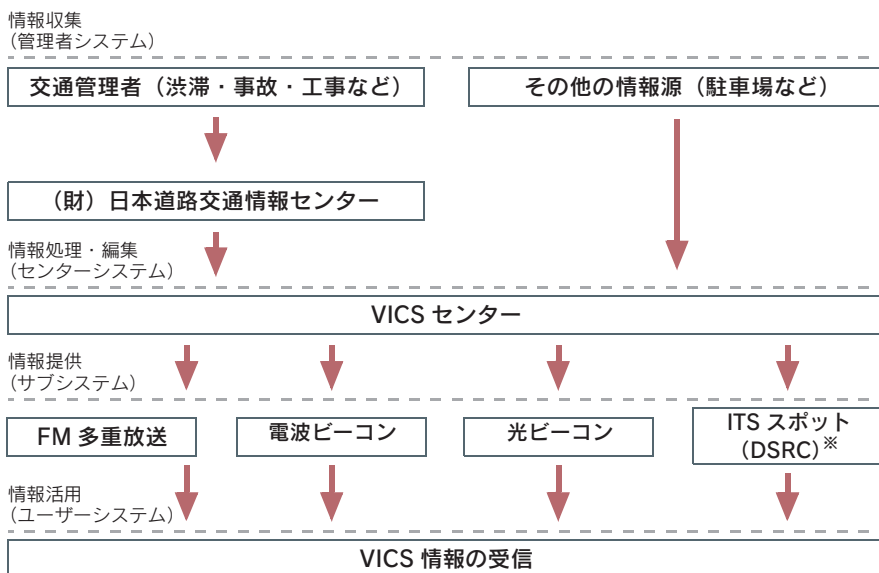 情報収集
(管理者システム)
交通管理者（渋滞・事故・工事など）
その他の情報源（駐車場など）
（財）日本道路交通情報センター
情報処理・編集
(センターシステム)
VICS センター
情報提供
(サブシステム)
FM 多重放送
電波ビーコン
光ビーコン
ITS スポット
（DSRC）※
情報活用
(ユーザーシステム)
VICS 情報の受信